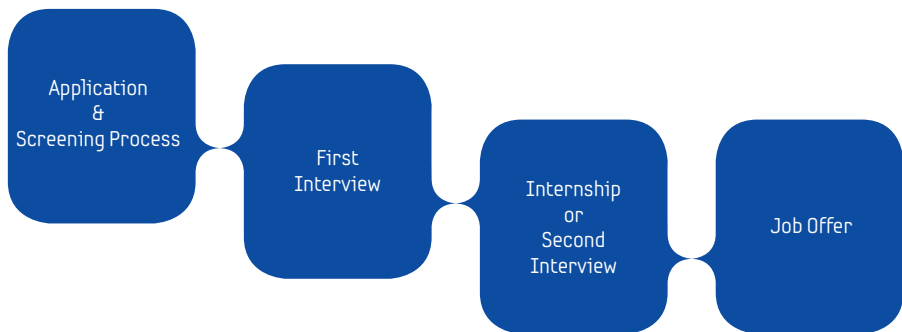 Application
&
Screening Process
First
Interview
Internship
or
Second
Interview
Job Offer